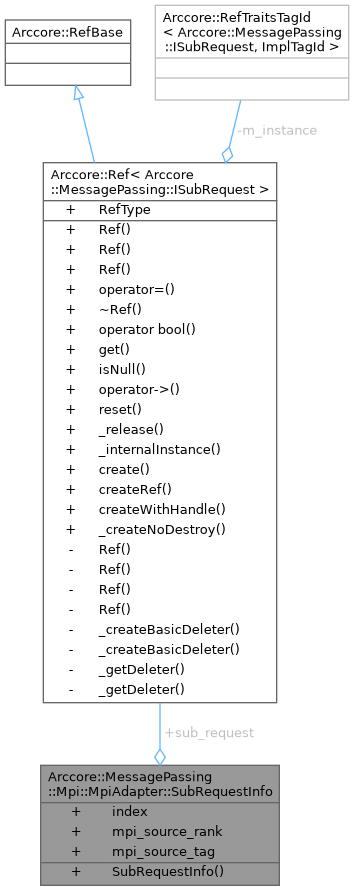 Arccore::RefBase
Arccore::RefTraitsTagId
< Arccore::MessagePassing
::ISubRequest, ImplTagId >
-m_instance
Arccore::Ref< Arccore
::MessagePassing::ISubRequest >
+ RefType
+ Ref()
+ Ref()
+ Ref()
+ operator=()
+ ~Ref()
+ operator bool()
+ get()
+ isNull()
+ operator->()
+ reset()
+ _release()
+ _internalInstance()
+ create()
+ createRef()
+ createWithHandle()
+ _createNoDestroy()
- Ref()
- Ref()
- Ref()
- Ref()
- _createBasicDeleter()
- _createBasicDeleter()
- _getDeleter()
- _getDeleter()
+sub_request
Arccore::MessagePassing
::Mpi::MpiAdapter::SubRequestInfo
+ index
+ mpi_source_rank
+ mpi_source_tag
+ SubRequestInfo()